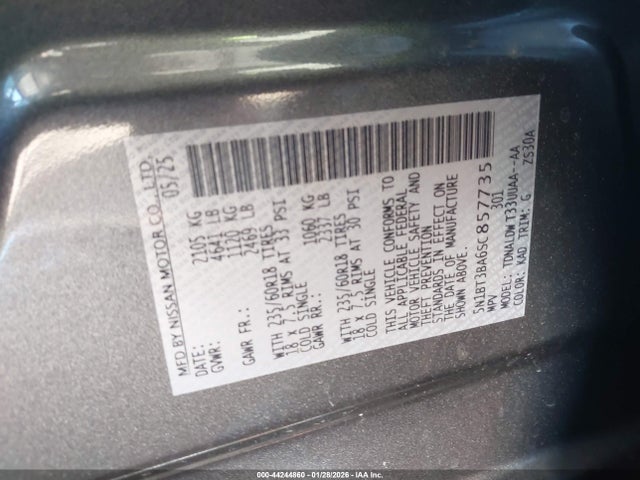 MFD BY NISSAN MOTOR CO., LTD.
DATE: 05/25
GVWR: 2105 KG
4641 LB
GAWR FR.: 1120 KG
2469 LB
WITH 235/60R18 TIRES
18 X 7.5 RIMS AT 33 PSI
COLD SINGLE
GAWR RR.: 1060 KG
2337 LB
WITH 235/60R18 TIRES
18 X 7.5 RIMS AT 30 PSI
COLD SINGLE
THIS VEHICLE CONFORMS TO
ALL APPLICABLE FEDERAL
MOTOR VEHICLE SAFETY AND
THEFT PREVENTION
STANDARDS IN EFFECT ON
THE DATE OF MANUFACTURE
SHOWN ABOVE.
5N1BT3BA6SC857735
MPV 301
MODEL: TDNALDW T33UUAA--AA
COLOR: KAD TRIM: G ZS30A
000-44244860 (OFFSITE) 01/28/2026 - IAA Inc.